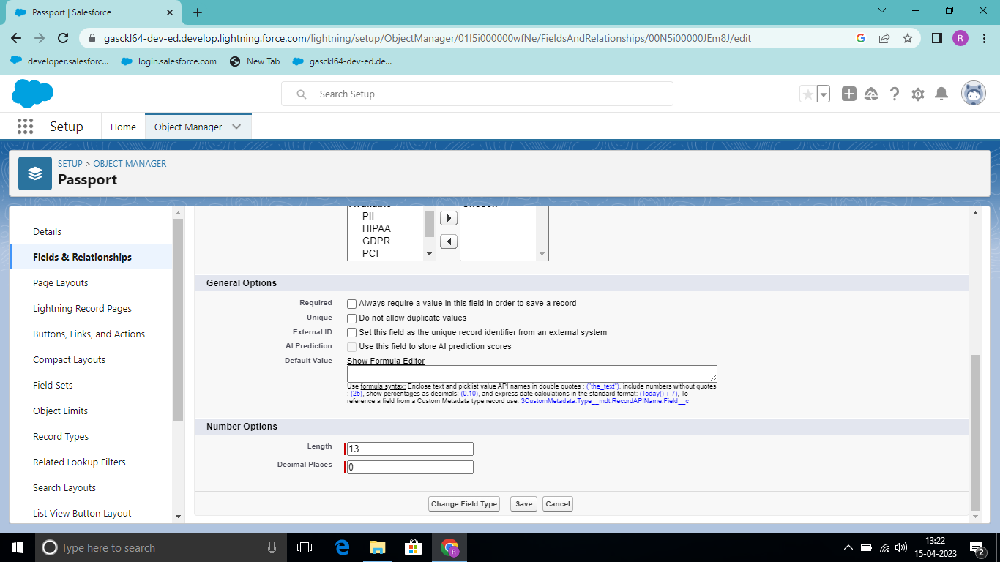 Passport | Salesforce
gasckl64-dev-ed.develop.lightning.force.com/lightning/setup/ObjectManager/01I5i000000wfNe/FieldsAndRelationships/00N5i00000JEm8J/edit
developer.salesforc... login.salesforce.com New Tab gasckl64-dev-ed.de...
Search Setup
Setup Home Object Manager
SETUP > OBJECT MANAGER
Passport
Details
Fields & Relationships
Page Layouts
Lightning Record Pages
Buttons, Links, and Actions
Compact Layouts
Field Sets
Object Limits
Record Types
Related Lookup Filters
Search Layouts
List View Button Layout
PII
HIPAA
GDPR
PCI
General Options
Required Always require a value in this field in order to save a record
Unique Do not allow duplicate values
External ID Set this field as the unique record identifier from an external system
AI Prediction Use this field to store AI prediction scores
Default Value Show Formula Editor
Use formula syntax: Enclose text and picklist value API names in double quotes : ("the_text"), include numbers without quotes
: (25), show percentages as decimals: (0.10), and express date calculations in the standard format: (Today() + 7), To
reference a field from a Custom Metadata type record use: $CustomMetadata.Type__mdt.RecordAPIName.Field__c
Number Options
Length 13
Decimal Places 0
Change Field Type Save Cancel
Type here to search
13:22
15-04-2023
2
R
R